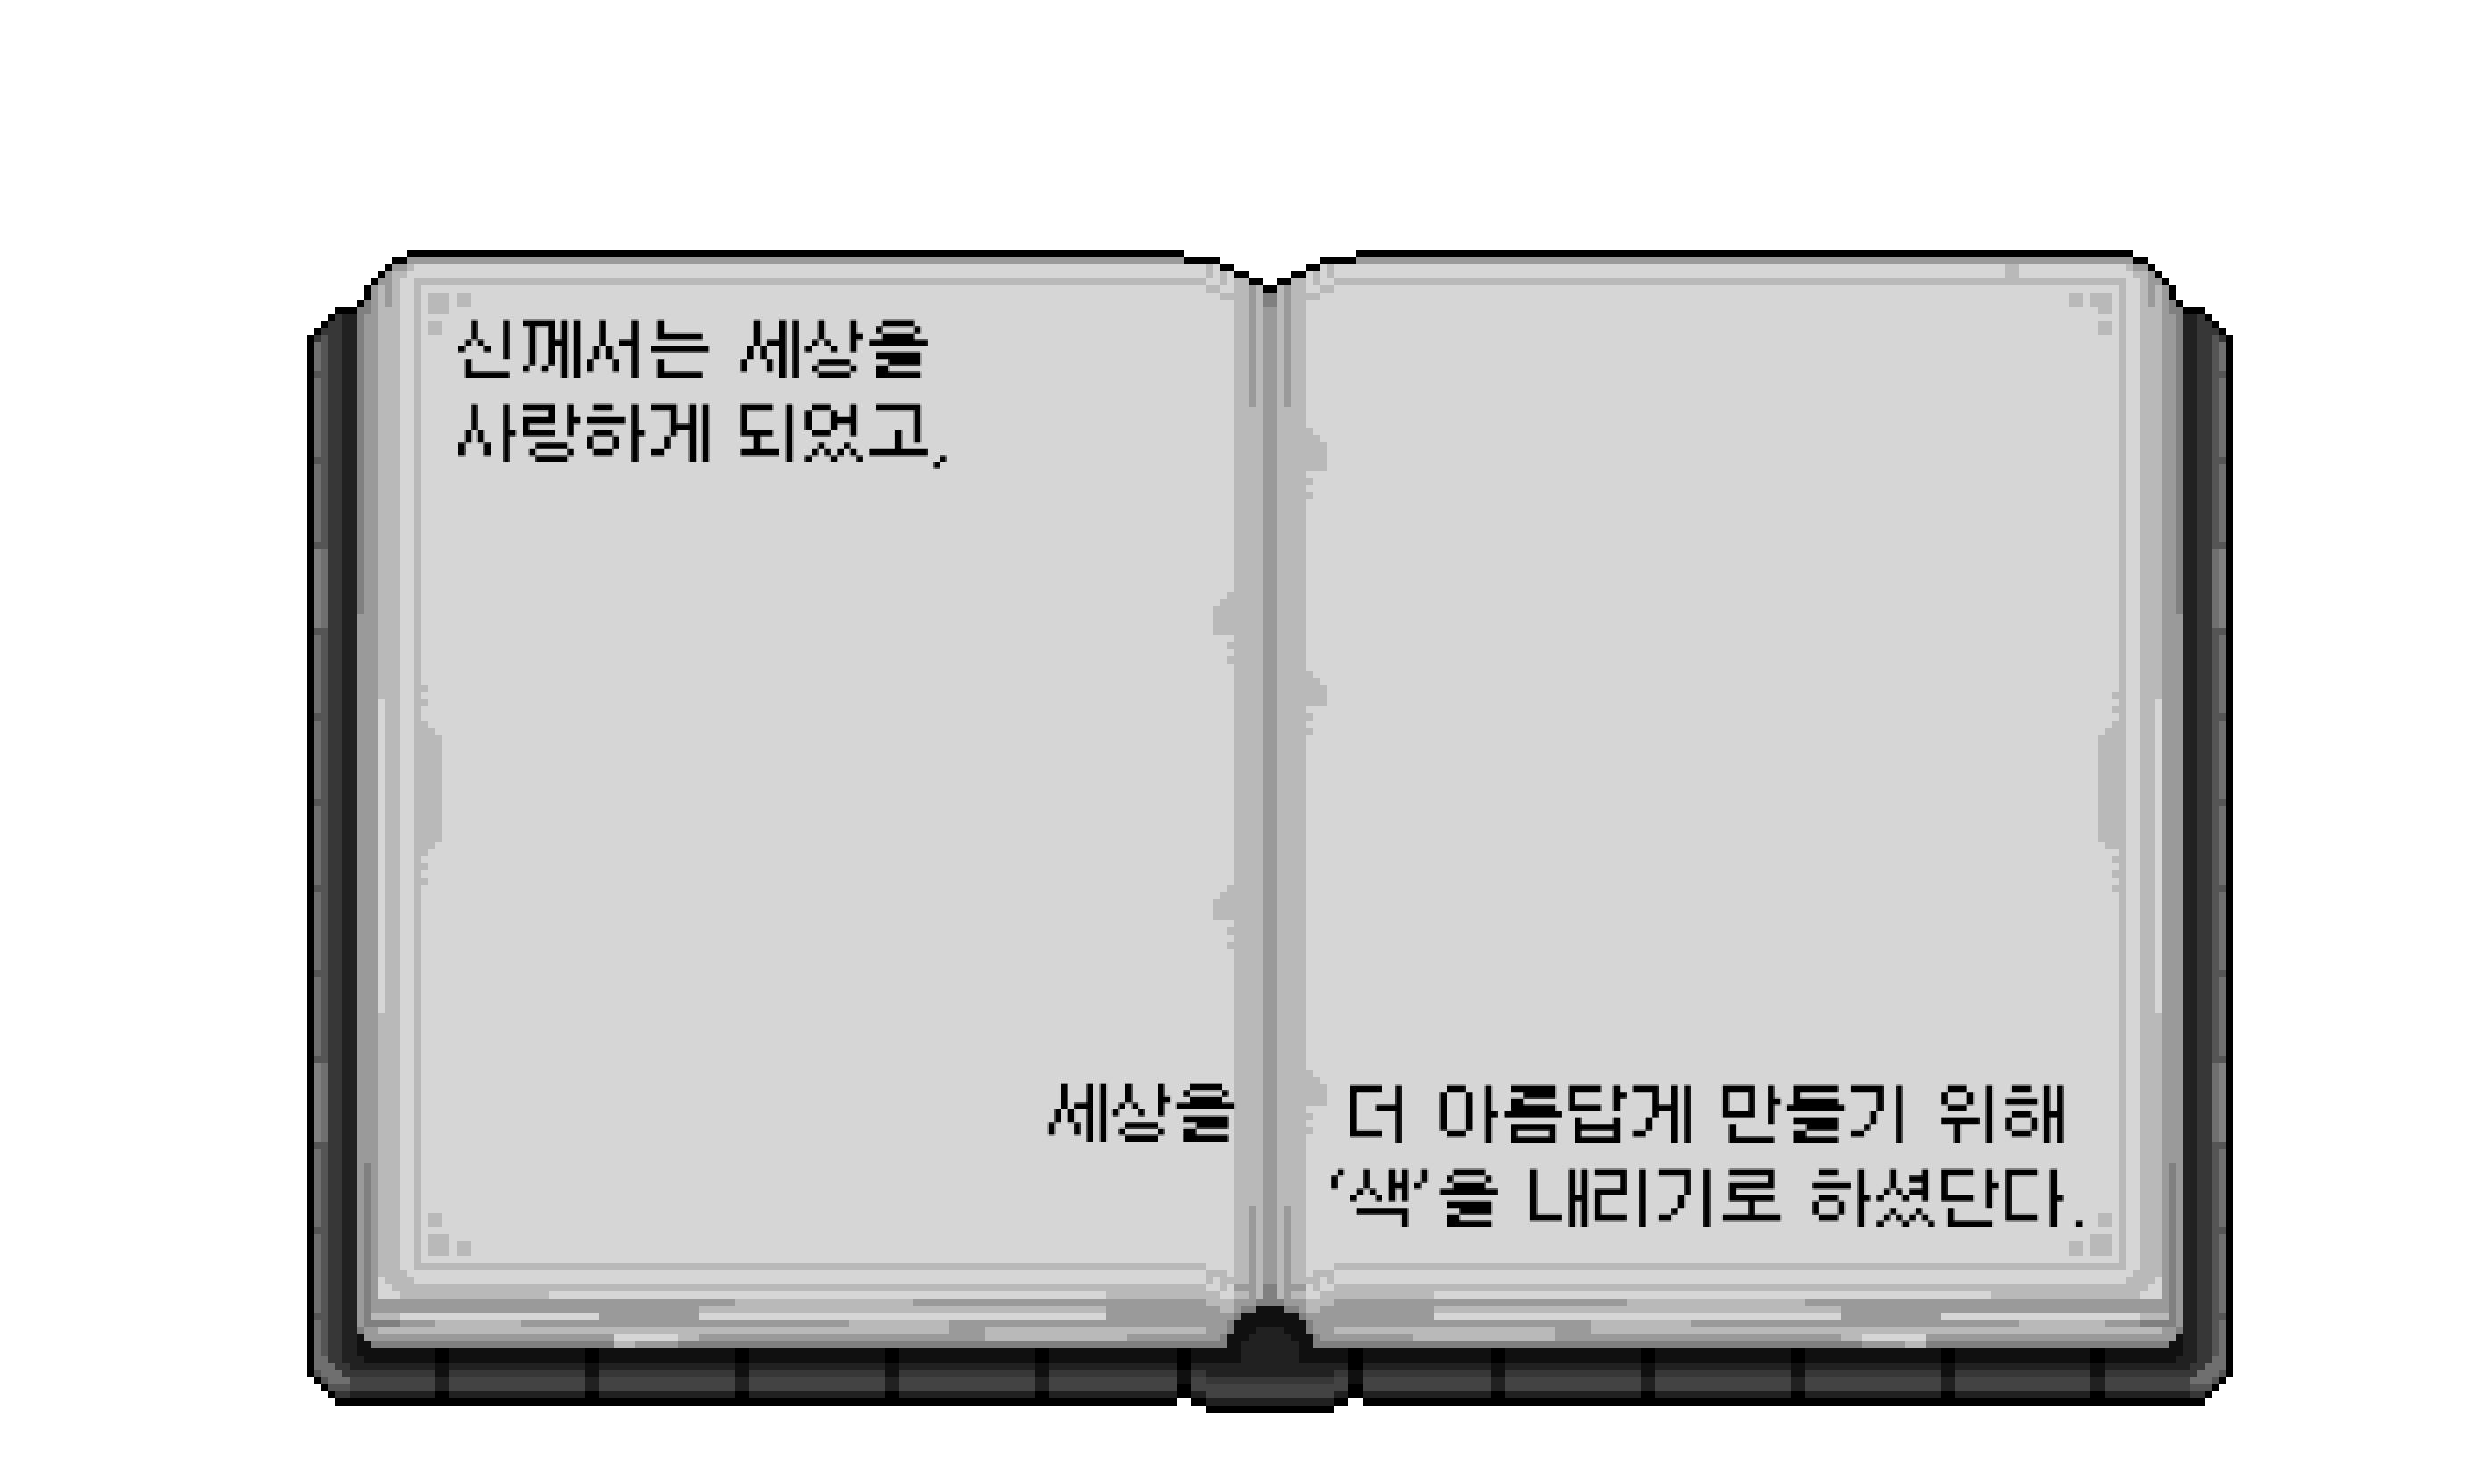 신께서는 세상을
사랑하게 되었고,
세상을 더 아름답게 만들기 위해
‘색’을 내리기로 하셨단다.